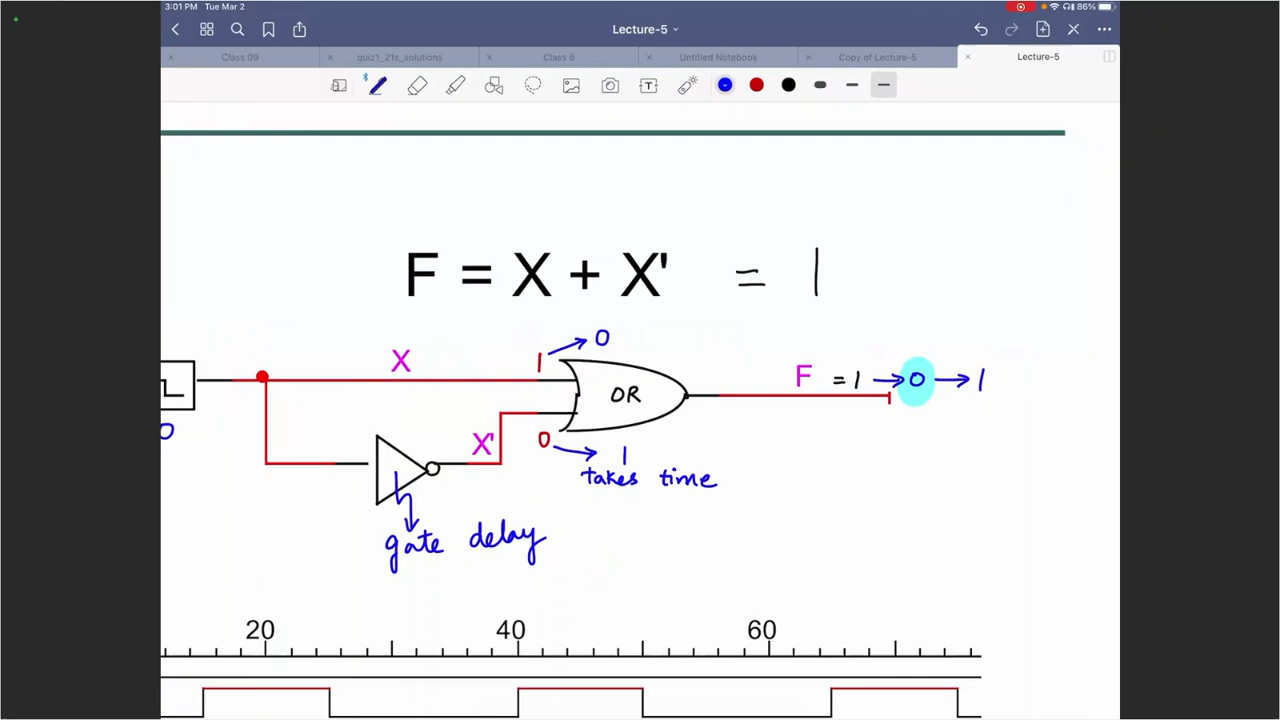 3:01 PM Tue Mar 2
86%
Lecture-5
Class 09
quiz1_21s_solutions
Class 8
Untitled Notebook
Copy of Lecture-5
Lecture-5
T
F = X + X' = 1
1 → 0
X
OR
F = 1 → 0 → 1
0
X'
0 → 1
takes time
gate delay
20 40 60